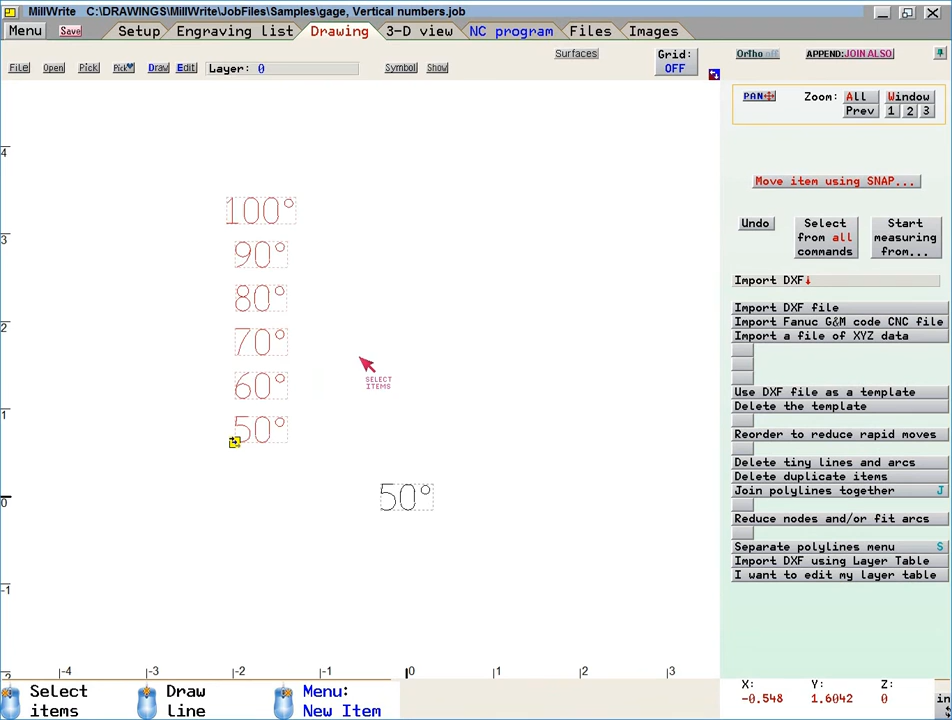 MillWrite C:\DRAWINGS\MillWrite\JobFiles\Samples\gage, Vertical numbers.job
Menu Save Setup Engraving list Drawing 3-D view NC program Files Images
File Open Pick Pick Draw Edit Layer: 0 Symbol Show Surfaces Grid: OFF Ortho off APPEND: JOIN ALSO
PAN Zoom: All Window
Prev 1 2 3
Move item using SNAP...
Undo
Select from all commands
Start measuring from...
Import DXF↓
Import DXF file
Import Fanuc G&M code CNC file
Import a file of XYZ data
Use DXF file as a template
Delete the template
Reorder to reduce rapid moves
Delete tiny lines and arcs
Delete duplicate items
Join polylines together J
Reduce nodes and/or fit arcs
Separate polylines menu S
Import DXF using Layer Table
I want to edit my layer table
4
3
2
1
0
-1
100°
90°
80°
70°
60°
50°
50°
SELECT
ITEMS
-4 -3 -2 -1 0 1 2 3
Select items
Draw Line
Menu: New Item
X: Y: Z:
-0.548 1.6042 0
in